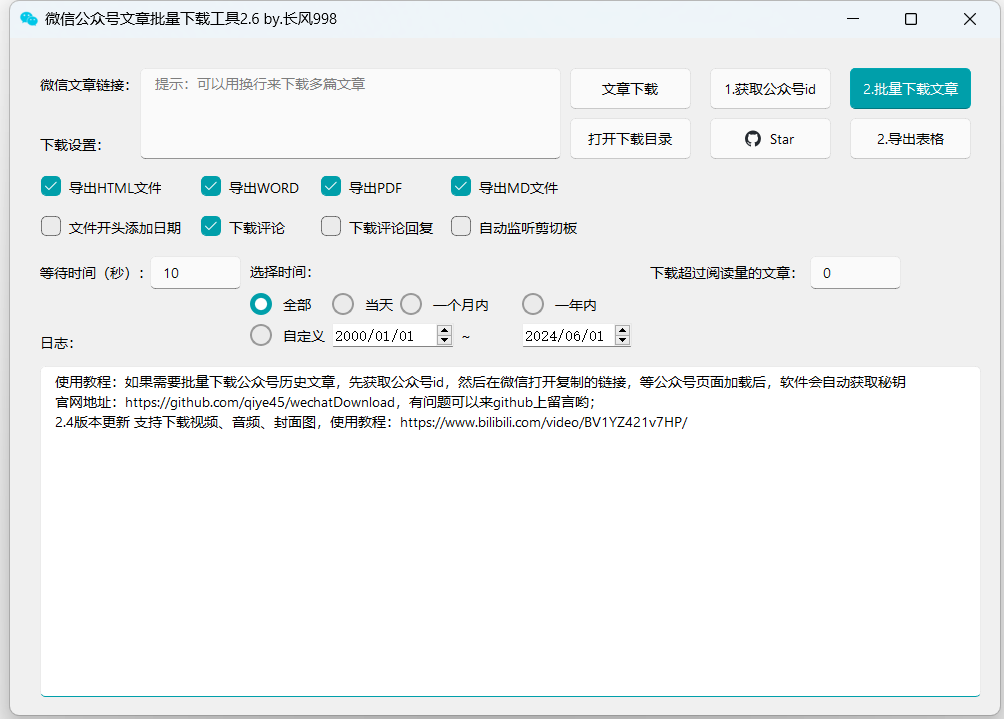 微信公众号文章批量下载工具2.6 by.长风998
微信文章链接：
提示：可以用换行来下载多篇文章
文章下载
1.获取公众号id
2.批量下载文章
下载设置：
打开下载目录
Star
2.导出表格
导出HTML文件
导出WORD
导出PDF
导出MD文件
文件开头添加日期
下载评论
下载评论回复
自动监听剪切板
等待时间（秒）：
10
选择时间：
下载超过阅读量的文章：
0
全部
当天
一个月内
一年内
自定义
2000/01/01
~
2024/06/01
日志：
使用教程：如果需要批量下载公众号历史文章，先获取公众号id，然后在微信打开复制的链接，等公众号页面加载后，软件会自动获取秘钥
官网地址：https://github.com/qiye45/wechatDownload，有问题可以来github上留言哟；
2.4版本更新 支持下载视频、音频、封面图，使用教程：https://www.bilibili.com/video/BV1YZ421v7HP/